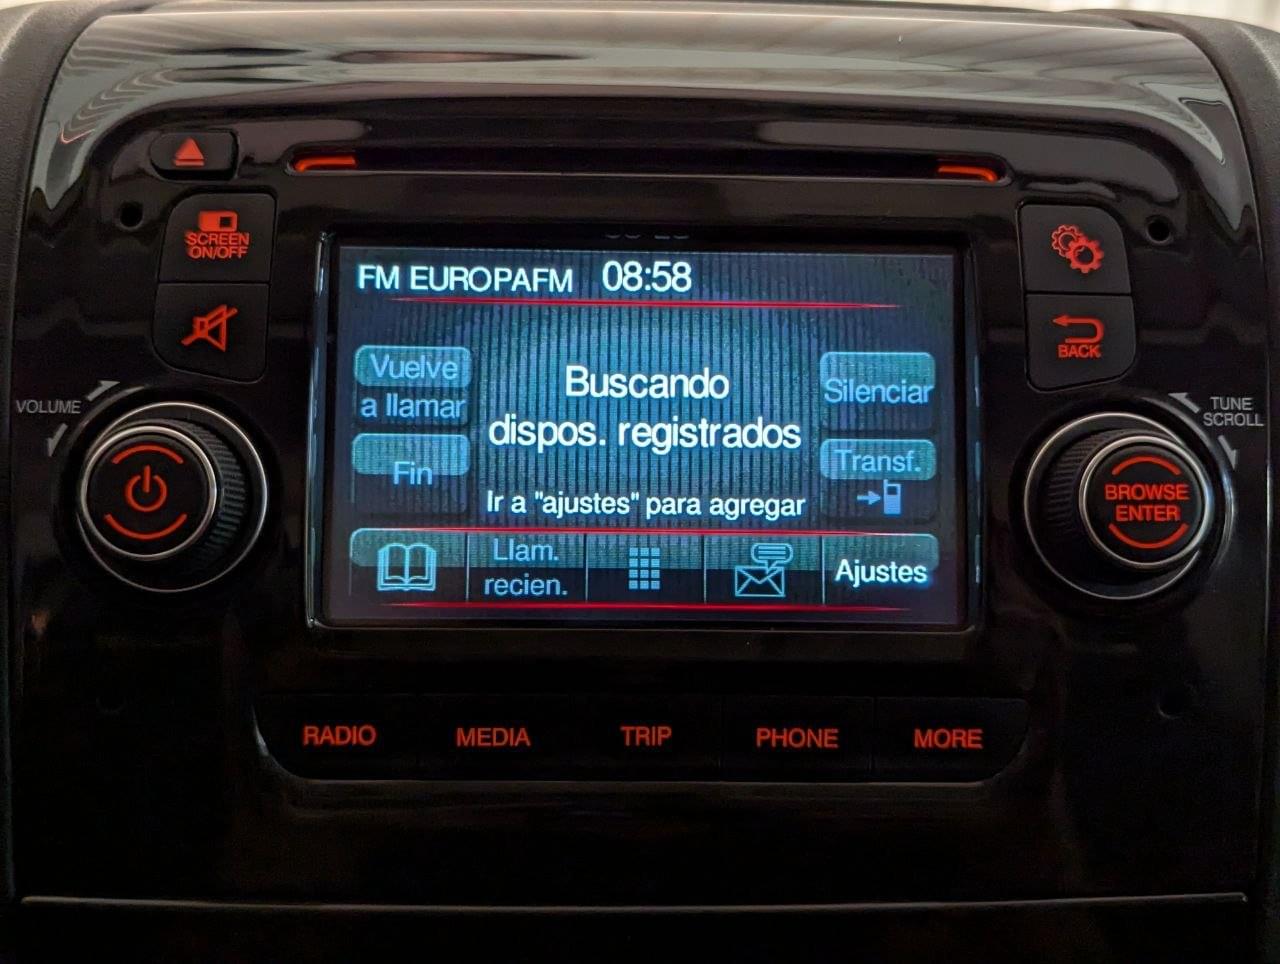 SCREEN
ON/OFF
VOLUME
FM EUROPAFM 08:58
Vuelve
a llamar
Fin
Buscando
dispos. registrados
Ir a "ajustes" para agregar
Silenciar
Transf.
Llam.
recien.
Ajustes
BACK
TUNE
SCROLL
BROWSE
ENTER
RADIO MEDIA TRIP PHONE MORE